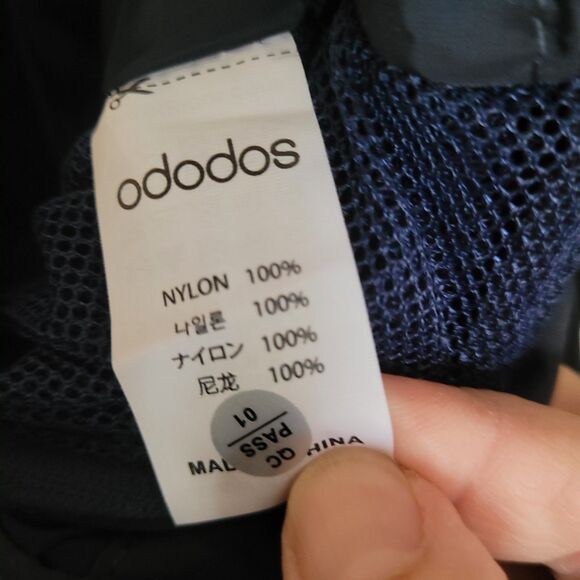 ododos
NYLON 100%
나일론 100%
ナイロン 100%
尼龙 100%
QC
PASS
01
MA CHINA